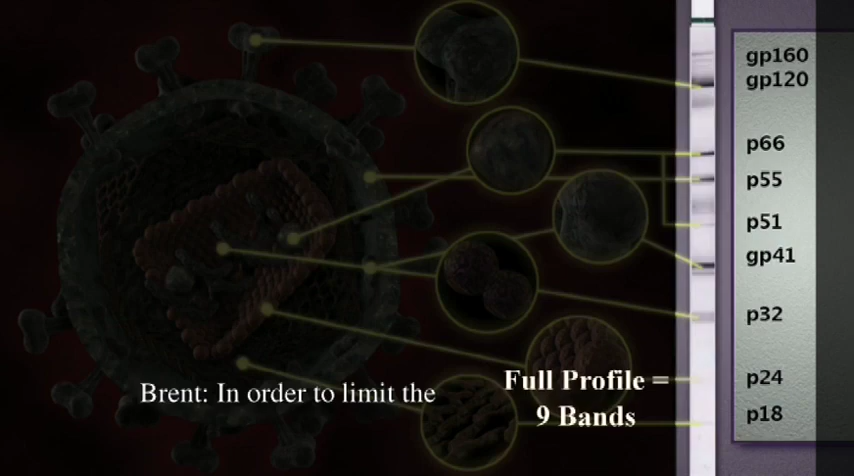 gp160
gp120
p66
p55
p51
gp41
p32
p24
p18
Full Profile =
9 Bands
Brent: In order to limit the